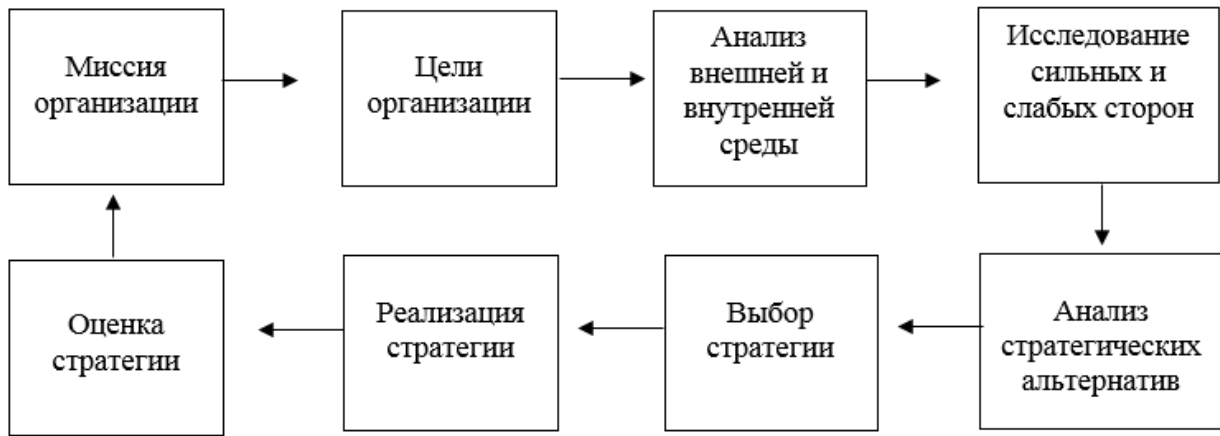 Миссия
организации
Цели
организации
Анализ
внешней и
внутренней
среды
Исследование
сильных и
слабых сторон
Оценка
стратегии
Реализация
стратегии
Выбор
стратегии
Анализ
стратегических
альтернатив